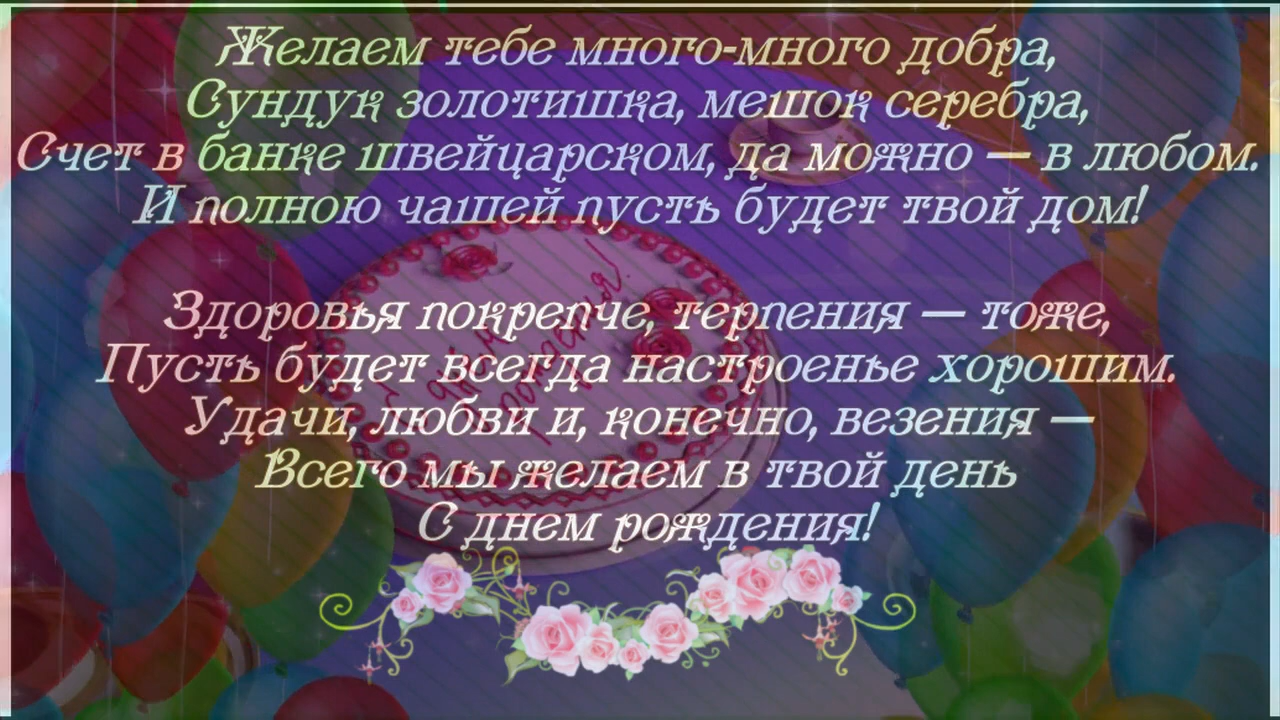 Желаем тебе много-много добра,
Сундук золотишка, мешок серебра,
Счет в банке швейцарском, да можно — в любом.
И полною чашей пусть будет твой дом!
Здоровья покрепче, терпения — тоже,
Пусть будет всегда настроенье хорошим.
Удачи, любви и, конечно, везения —
Всего мы желаем в твой день
С днем рождения!
С днём
рождения!